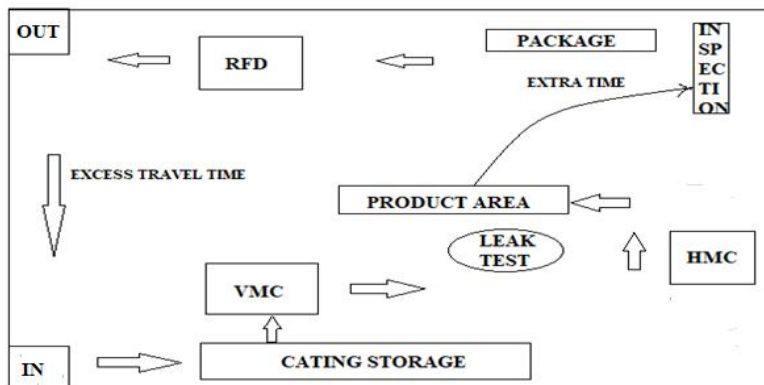 OUT
RFD
PACKAGE
IN
SP
EC
TI
ON
EXTRA TIME
EXCESS TRAVEL TIME
PRODUCT AREA
LEAK
TEST
HMC
VMC
IN
CATING STORAGE